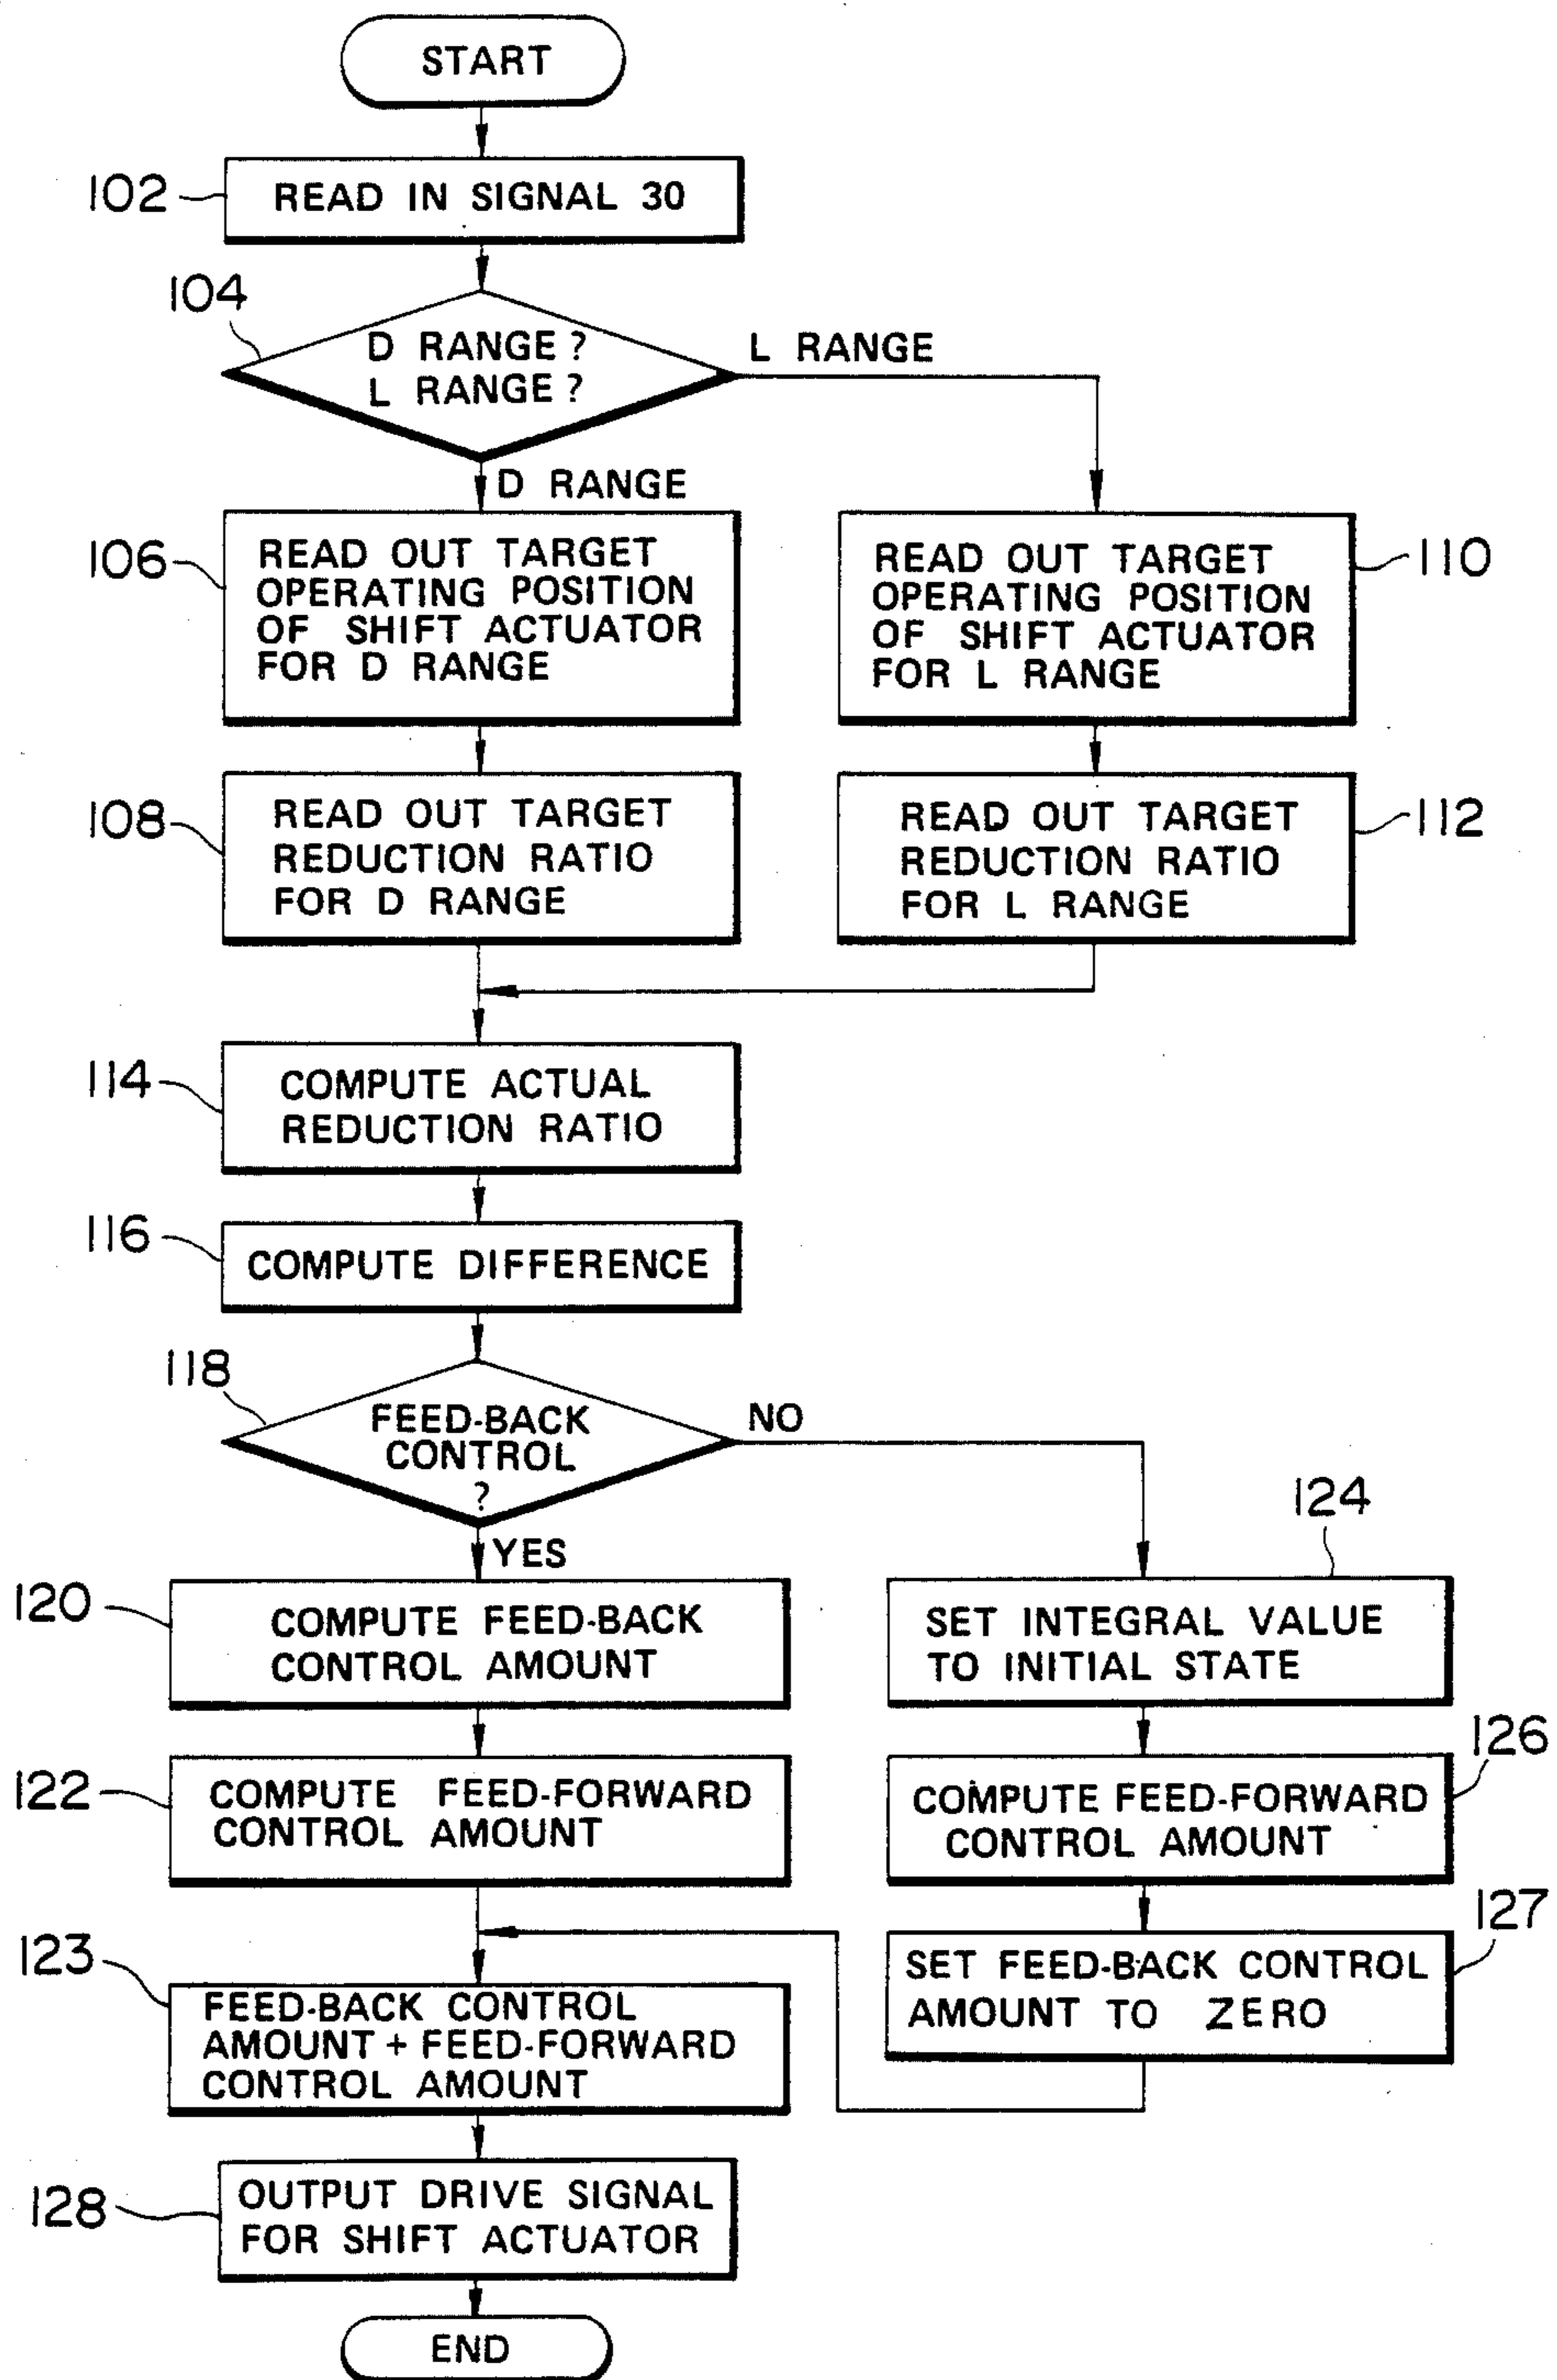 START
102
READ IN SIGNAL 30
104
D RANGE?
L RANGE?
L RANGE
D RANGE
106
READ OUT TARGET
OPERATING POSITION
OF SHIFT ACTUATOR
FOR D RANGE
READ OUT TARGET
OPERATING POSITION
OF SHIFT ACTUATOR
FOR L RANGE
110
108
READ OUT TARGET
REDUCTION RATIO
FOR D RANGE
READ OUT TARGET
REDUCTION RATIO
FOR L RANGE
112
114
COMPUTE ACTUAL
REDUCTION RATIO
116
COMPUTE DIFFERENCE
118
FEED-BACK
CONTROL
?
NO
YES
124
120
COMPUTE FEED-BACK
CONTROL AMOUNT
SET INTEGRAL VALUE
TO INITIAL STATE
122
COMPUTE FEED-FORWARD
CONTROL AMOUNT
126
COMPUTE FEED-FORWARD
CONTROL AMOUNT
127
SET FEED-BACK CONTROL
AMOUNT TO ZERO
123
FEED-BACK CONTROL
AMOUNT + FEED-FORWARD
CONTROL AMOUNT
128
OUTPUT DRIVE SIGNAL
FOR SHIFT ACTUATOR
END